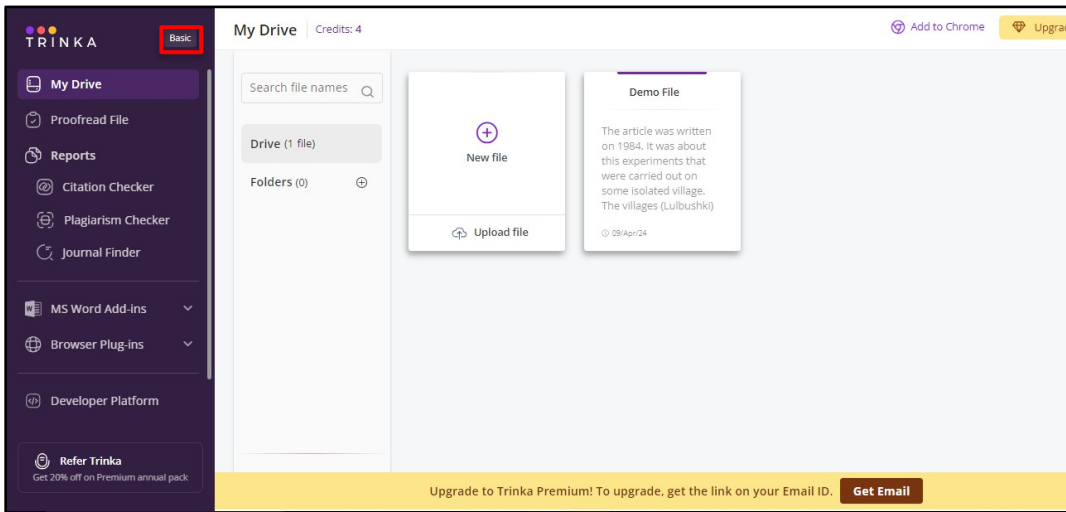 TRINKA
Basic
My Drive
Proofread File
Reports
Citation Checker
Plagiarism Checker
Journal Finder
MS Word Add-ins
Browser Plug-ins
Developer Platform
Refer Trinka
Get 20% off on Premium annual pack
My Drive Credits: 4
Add to Chrome
Search file names
Drive (1 file)
Folders (0)
New file
Upload file
Demo File
The article was written
on 1984. It was about
this experiments that
were carried out on
some isolated village.
The villages (Lulbushki)
09/Apr/24
Upgrade to Trinka Premium! To upgrade, get the link on your Email ID. Get Email